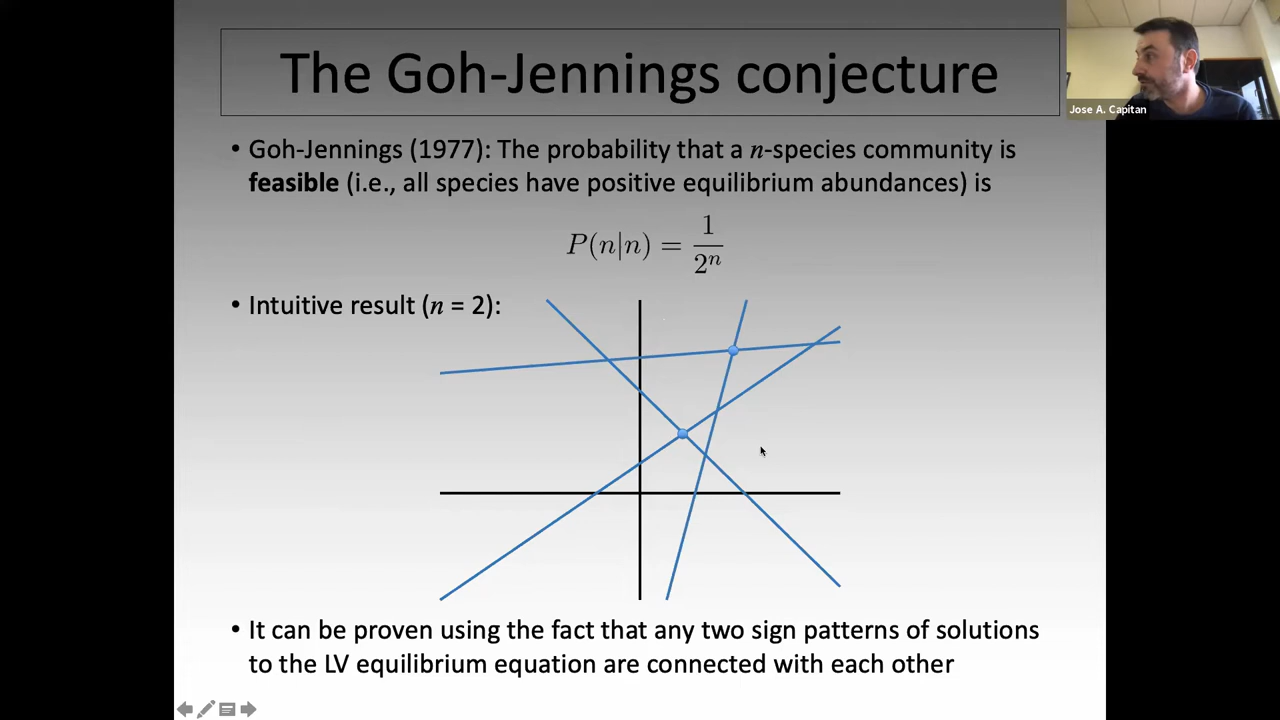 The Goh-Jennings conjecture
Jose A. Capitan
• Goh-Jennings (1977): The probability that a n-species community is
feasible (i.e., all species have positive equilibrium abundances) is
P(n|n) = 1/2ⁿ
• Intuitive result (n = 2):
• It can be proven using the fact that any two sign patterns of solutions
to the LV equilibrium equation are connected with each other